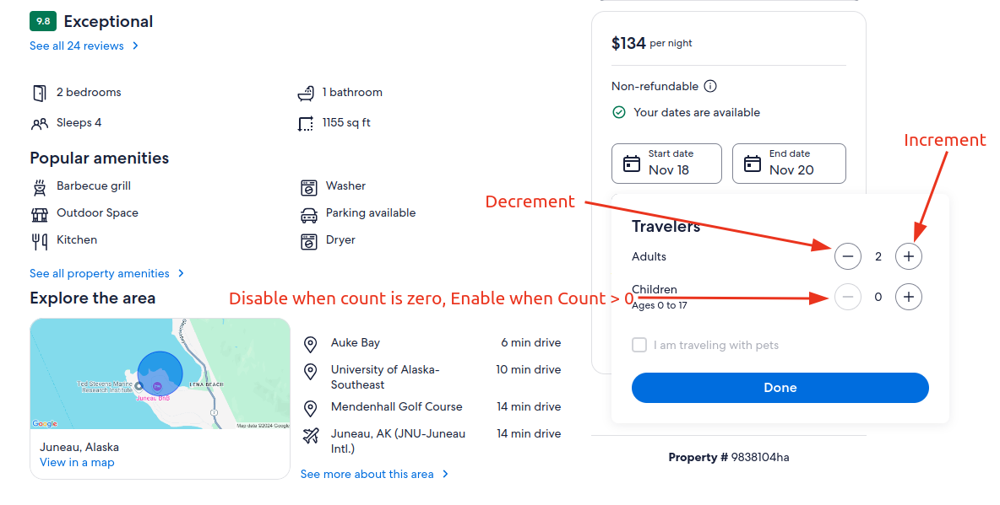 9.8 Exceptional
See all 24 reviews
2 bedrooms
1 bathroom
Sleeps 4
1155 sq ft
Popular amenities
Barbecue grill
Washer
Outdoor Space
Parking available
Kitchen
Dryer
See all property amenities
Explore the area
Ted Stevens Marine
Research Institute
LENA BEACH
Juneau BnB
Google
Map data ©2024 Google
Juneau, Alaska
View in a map
Auke Bay
6 min drive
University of Alaska-
Southeast
10 min drive
Mendenhall Golf Course
14 min drive
Juneau, AK (JNU-Juneau
Intl.)
14 min drive
See more about this area
$134 per night
Non-refundable
Your dates are available
Start date
Nov 18
End date
Nov 20
Increment
Decrement
Travelers
Adults
2
Disable when count is zero, Enable when Count > 0
Children
Ages 0 to 17
0
I am traveling with pets
Done
Property # 9838104ha